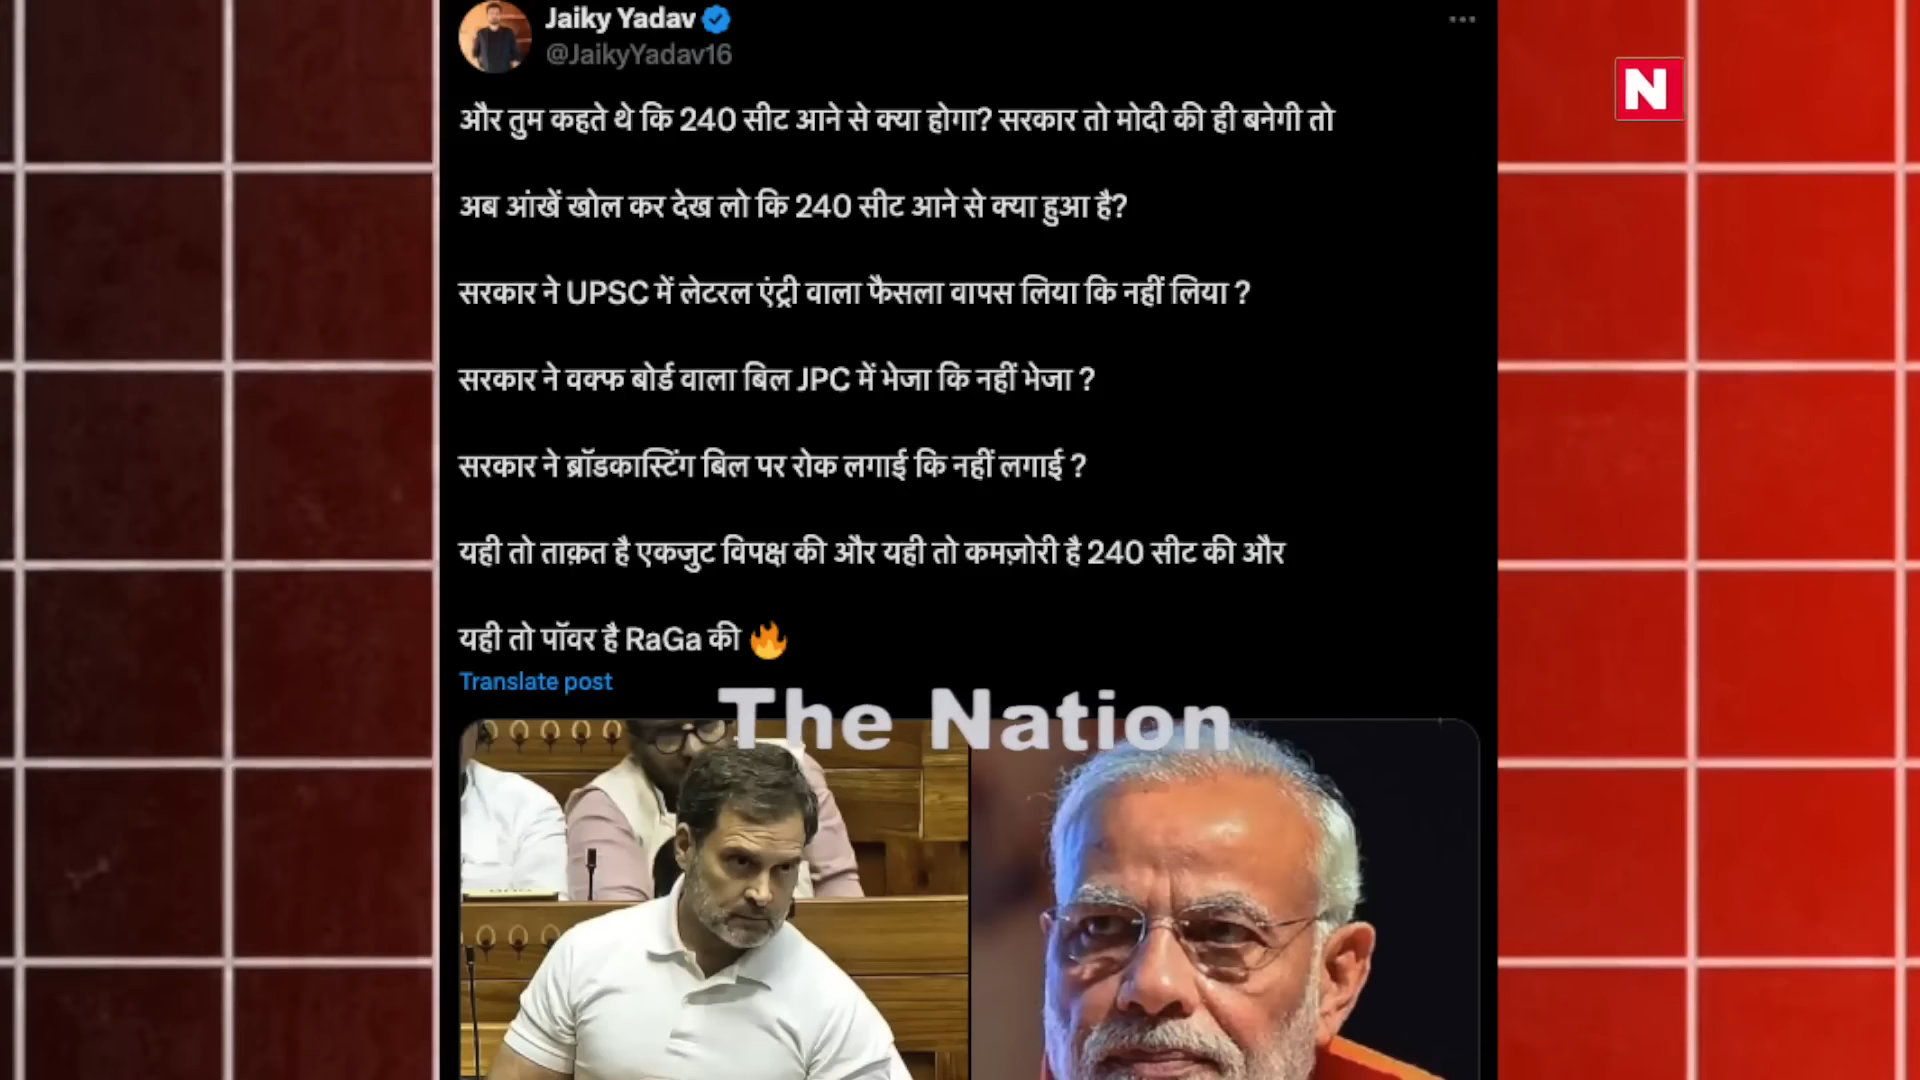 Jaiky Yadav
@JaikyYadav16
N
और तुम कहते थे कि 240 सीट आने से क्या होगा? सरकार तो मोदी की ही बनेगी तो
अब आंखें खोल कर देख लो कि 240 सीट आने से क्या हुआ है?
सरकार ने UPSC में लेटरल एंट्री वाला फैसला वापस लिया कि नहीं लिया ?
सरकार ने वक्फ बोर्ड वाला बिल JPC में भेजा कि नहीं भेजा ?
सरकार ने ब्रॉडकास्टिंग बिल पर रोक लगाई कि नहीं लगाई ?
यही तो ताक़त है एकजुट विपक्ष की और यही तो कमज़ोरी है 240 सीट की और
यही तो पॉवर है RaGa की 🔥
Translate post
The Nation